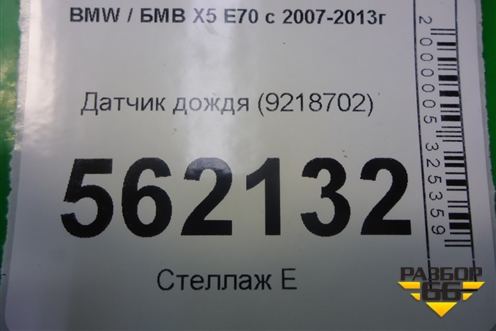 BMW / БМВ X5 E70 с 2007-2013г
Датчик дождя (9218702)
562132
Стеллаж Е
2000005325359
РАЗБОР
66